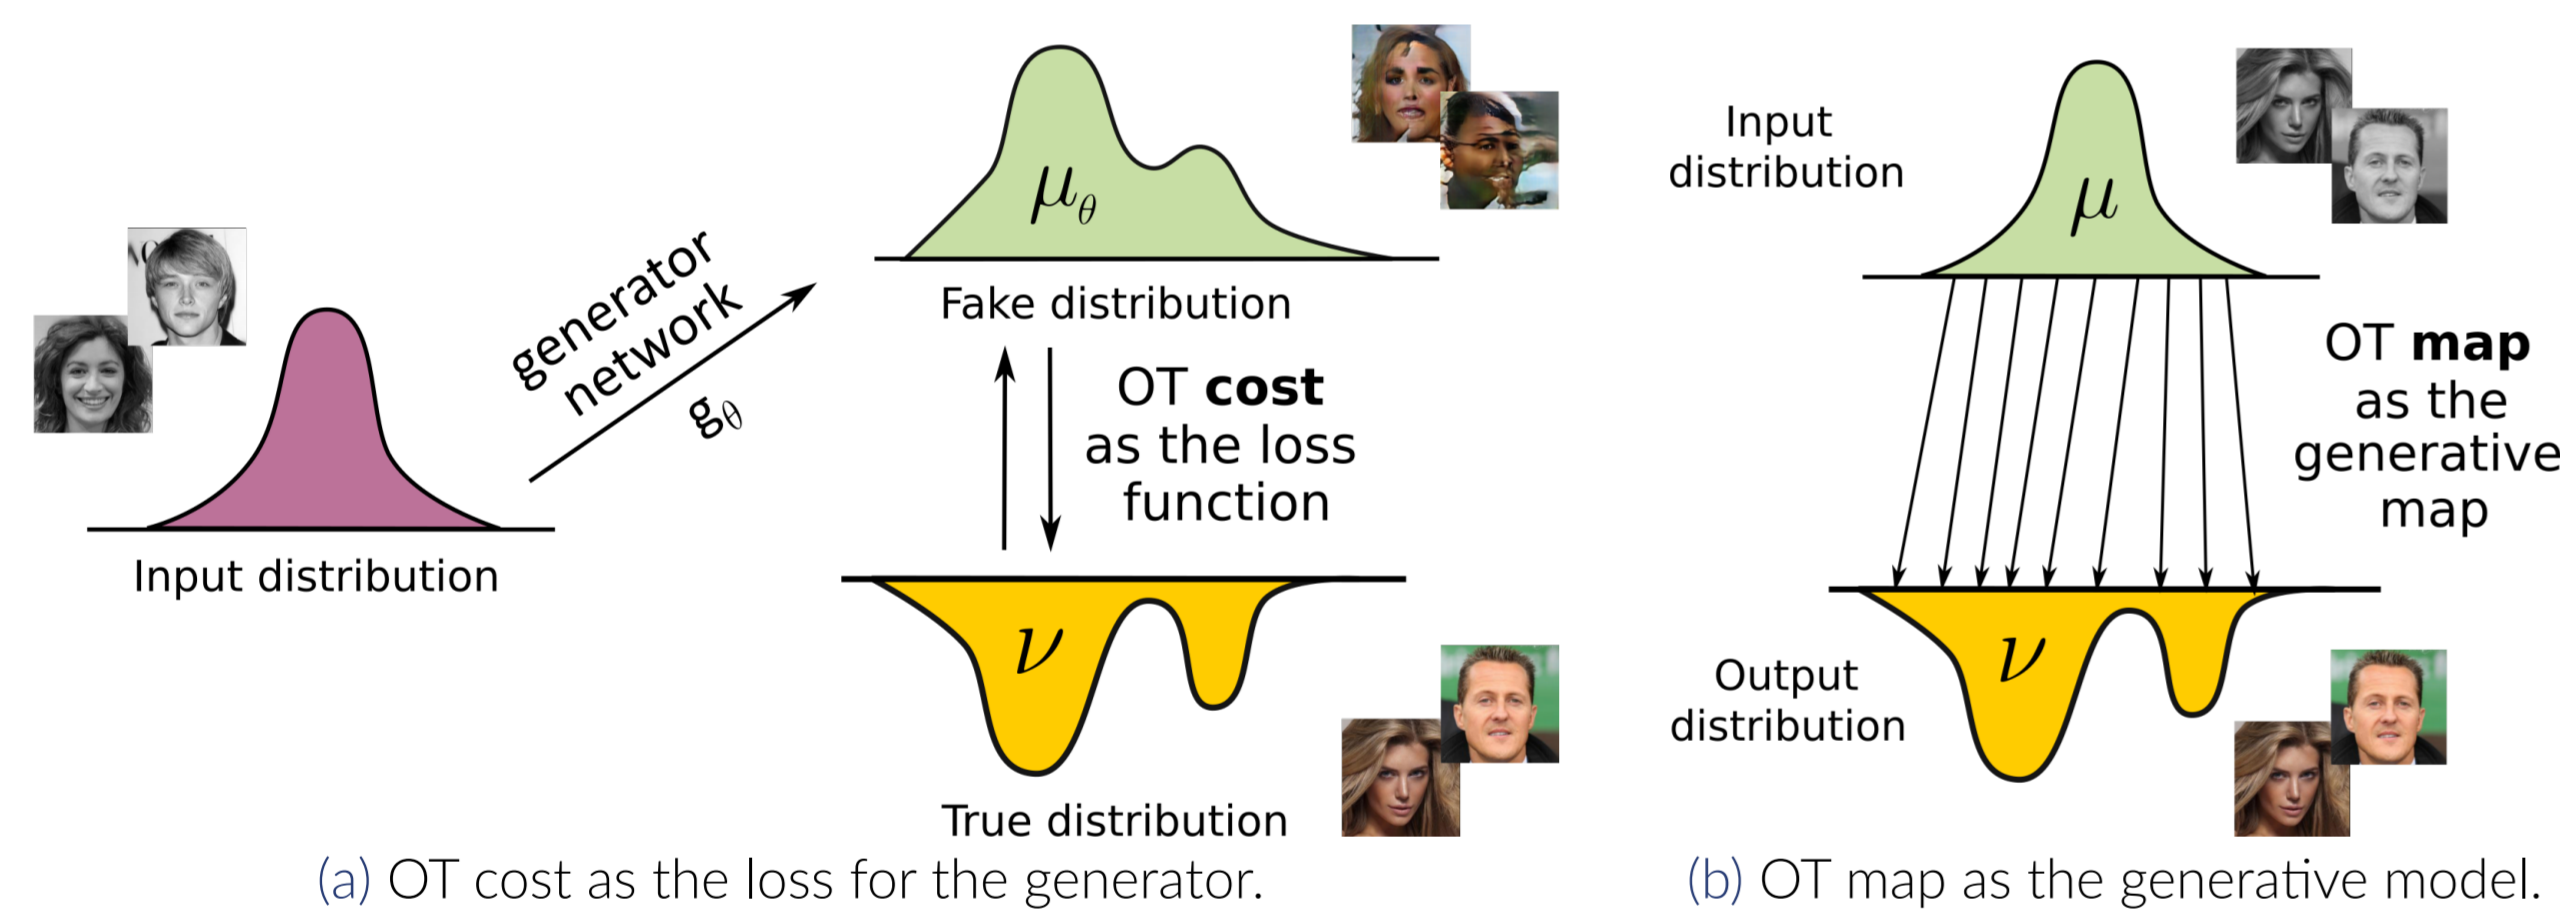 Input distribution
generator
network
gθ
μθ
Fake distribution
OT cost
as the loss
function
ν
True distribution
(a) OT cost as the loss for the generator.
Input
distribution
μ
OT map
as the
generative
map
Output
distribution
ν
(b) OT map as the generative model.